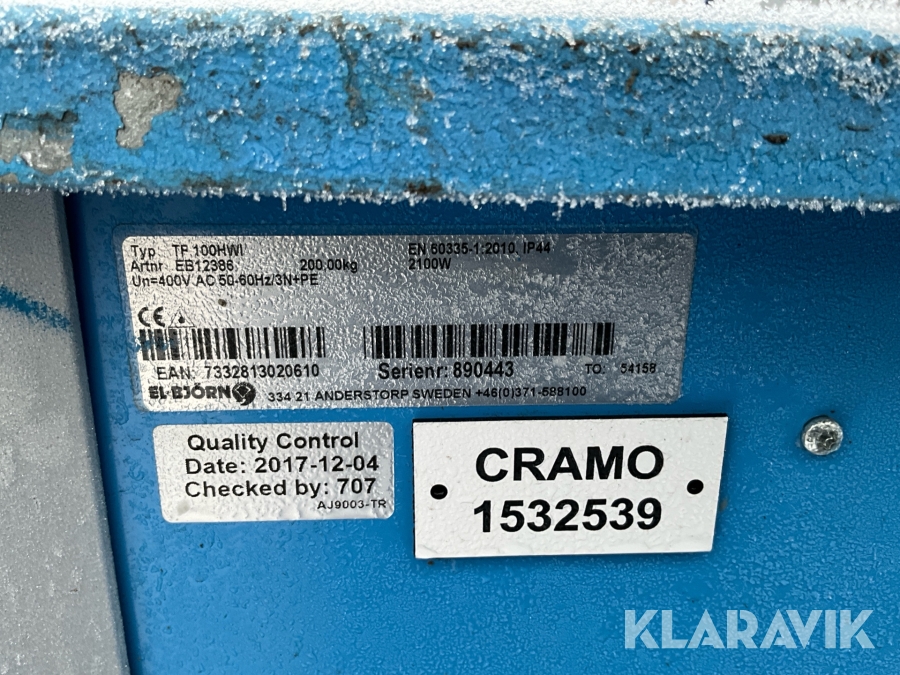 Typ TF 100HWI EN 60335-1:2010, IP44
Artnr EB12386 200.00kg 2100W
Un=400V AC 50-60Hz/3N+PE
CE
EAN: 7332813020610 Serienr: 890443 TO: 54158
EL-BJÖRN 334 21 ANDERSTORP SWEDEN +46(0)371-588100
Quality Control
Date: 2017-12-04
Checked by: 707
AJ9003-TR
CRAMO
1532539
KLARAVIK